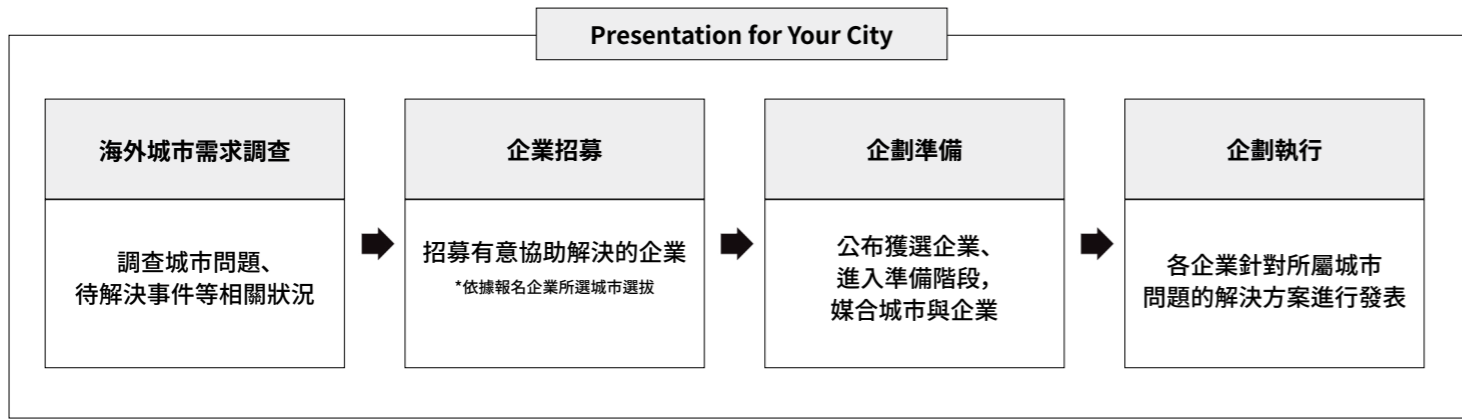 Presentation for Your City
海外城市需求調查
調查城市問題、
待解決事件等相關狀況
企業招募
招募有意協助解決的企業
*依據報名企業所選城市選拔
企劃準備
公布獲選企業、
進入準備階段，
媒合城市與企業
企劃執行
各企業針對所屬城市
問題的解決方案進行發表